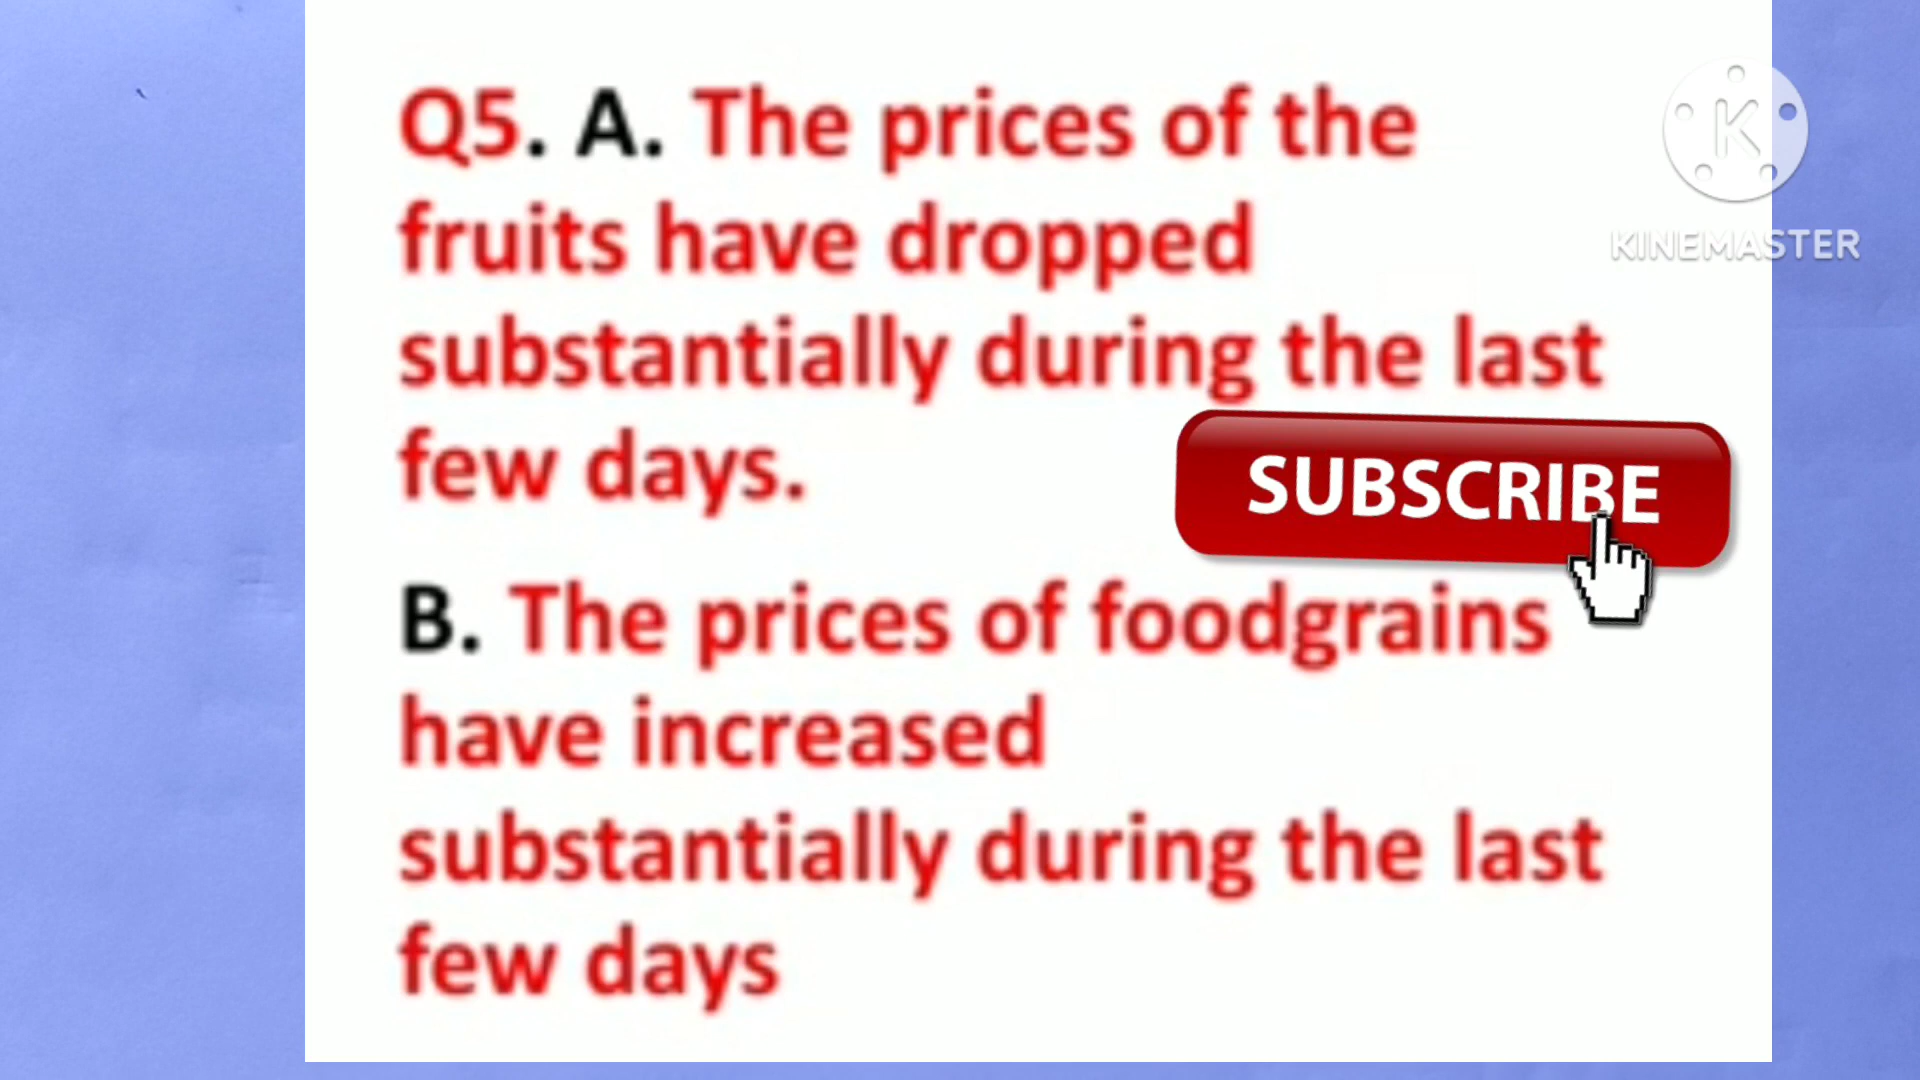 Q5. A. The prices of the
fruits have dropped
substantially during the last
few days.
B. The prices of foodgrains
have increased
substantially during the last
few days
SUBSCRIBE
K
KINEMASTER